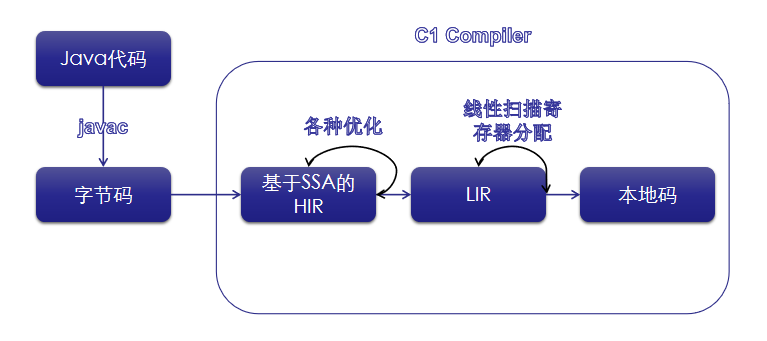 C1 Compiler
Java代码
javac
各种优化
线性扫描寄
存器分配
字节码
基于SSA的
HIR
LIR
本地码